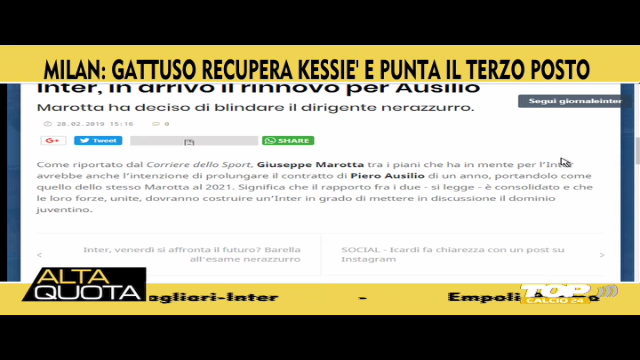 MILAN: GATTUSO RECUPERA KESSIE' E PUNTA IL TERZO POSTO
Inter, in arrivo il rinnovo per Ausilio
Segui giornaleinter
Marotta ha deciso di blindare il dirigente nerazzurro.
28.02.2019 15:16 0
G+ Tweet SHARE
Come riportato dal Corriere dello Sport, Giuseppe Marotta tra i piani che ha in mente per l'Inter
avrebbe anche l'intenzione di prolungare il contratto di Piero Ausilio di un anno, portandolo come
quello dello stesso Marotta al 2021. Significa che il rapporto fra i due - si legge - è consolidato e che
le loro forze, unite, dovranno costruire un'Inter in grado di mettere in discussione il dominio
juventino.
< Inter, venerdì si affronta il futuro? Barella
all'esame nerazzurro
SOCIAL - Icardi fa chiarezza con un post su >
Instagram
ALTA
QUOTA
agliari-Inter - Empoli
TOP
CALCIO 24